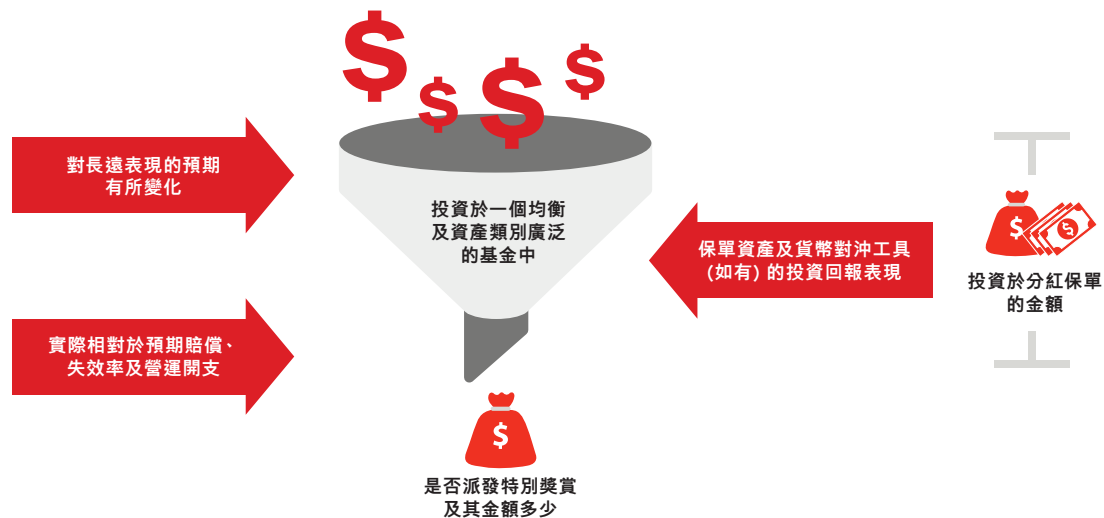 對長遠表現的預期
有所變化
實際相對於預期賠償、
失效率及營運開支
投資於一個均衡
及資產類別廣泛
的基金中
保單資產及貨幣對沖工具
(如有) 的投資回報表現
投資於分紅保單
的金額
是否派發特別獎賞
及其金額多少